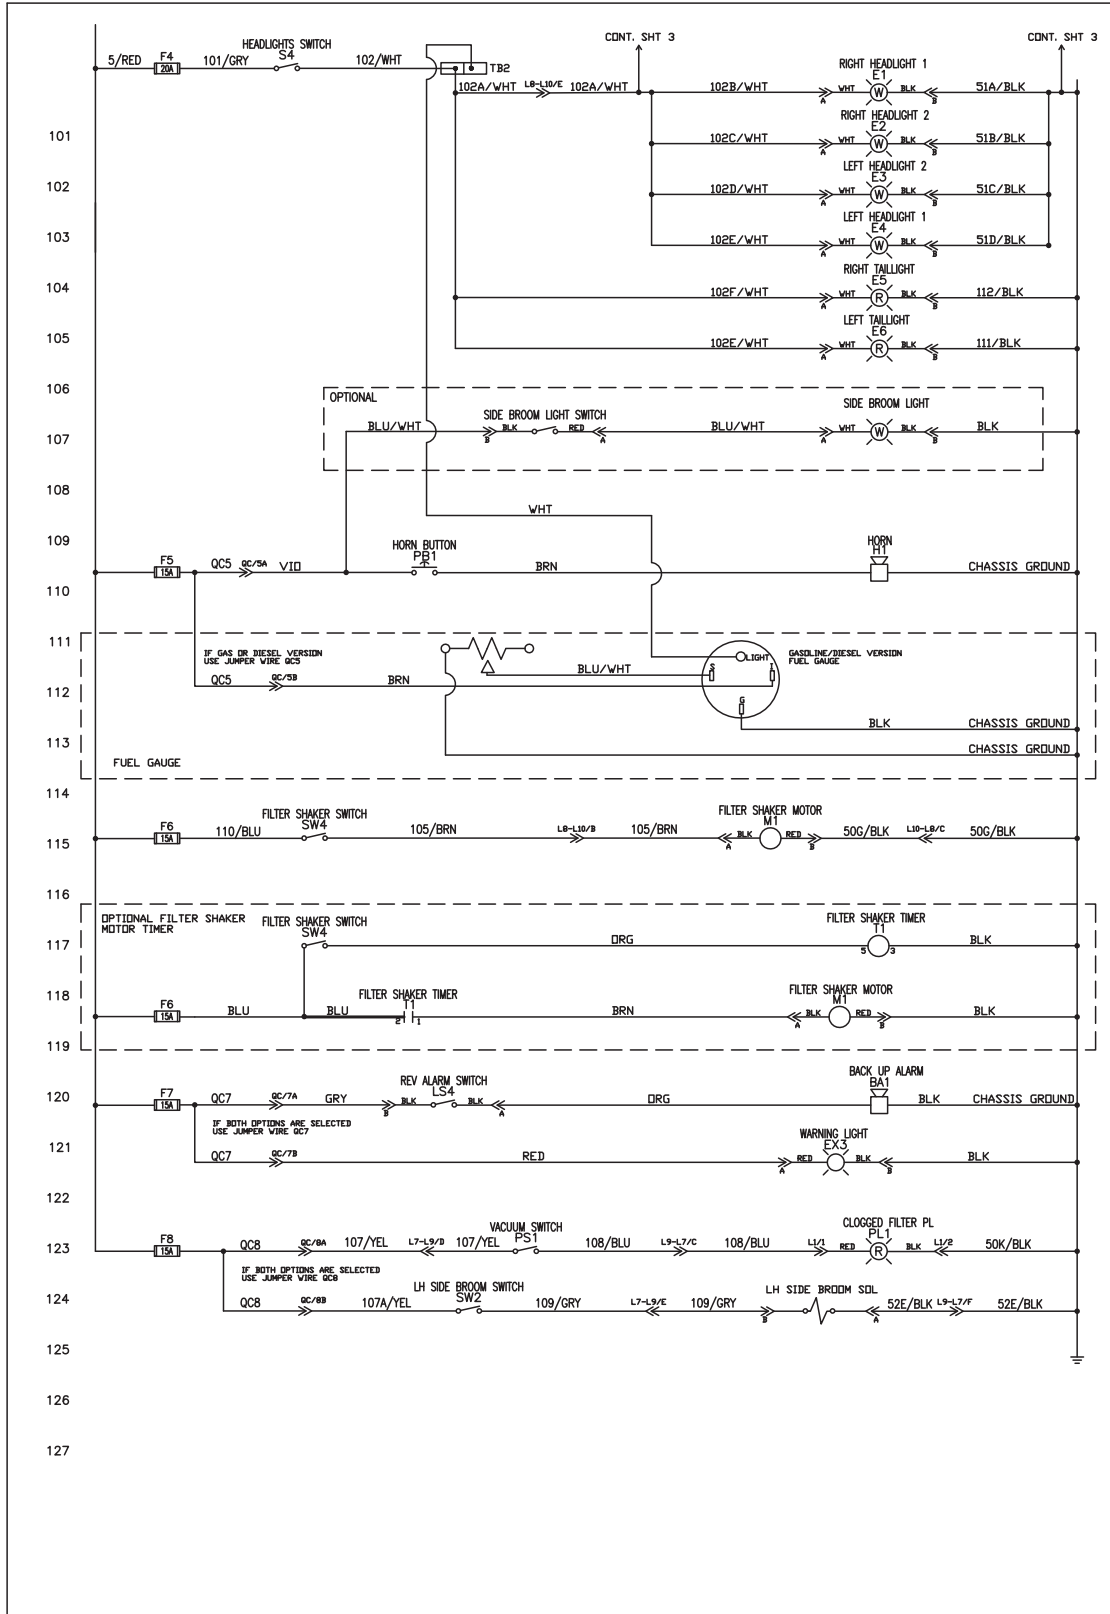 CONT. SHT 3 CONT. SHT 3
HEADLIGHTS SWITCH
5/RED F4 101/GRY S4 102/WHT
20A TB2
RIGHT HEADLIGHT 1
E1
102A/WHT L8-L10/E 102A/WHT 102B/WHT WHT W BLK 51A/BLK
A B
RIGHT HEADLIGHT 2
101 E2
102C/WHT WHT W BLK 51B/BLK
A B
LEFT HEADLIGHT 2
102 E3
102D/WHT WHT W BLK 51C/BLK
A B
LEFT HEADLIGHT 1
103 E4
102E/WHT WHT W BLK 51D/BLK
A B
RIGHT TAILLIGHT
104 E5
102F/WHT WHT R BLK 112/BLK
A B
LEFT TAILLIGHT
105 E6
102E/WHT WHT R BLK 111/BLK
A B
106
OPTIONAL
SIDE BROOM LIGHT SWITCH SIDE BROOM LIGHT
107 BLU/WHT BLK RED BLU/WHT WHT W BLK BLK
B A A B
108
WHT
109
HORN BUTTON HORN
PB1 H1
F5 QC5 QC/5A VIO BRN CHASSIS GROUND
15A
110
111
IF GAS OR DIESEL VERSION
USE JUMPER WIRE QC5
LIGHT GASOLINE/DIESEL VERSION
FUEL GAUGE
BLU/WHT S I
112 QC5 QC/5B BRN
G
BLK CHASSIS GROUND
113 CHASSIS GROUND
FUEL GAUGE
114
FILTER SHAKER SWITCH FILTER SHAKER MOTOR
SW4 M1
F6 110/BLU 105/BRN L8-L10/B 105/BRN BLK RED 50G/BLK L10-L8/C 50G/BLK
15A A B
115
116
OPTIONAL FILTER SHAKER
MOTOR TIMER
FILTER SHAKER SWITCH FILTER SHAKER TIMER
SW4 T1
117 ORG 5 3 BLK
118 FILTER SHAKER TIMER FILTER SHAKER MOTOR
T1 M1
F6 BLU BLU BRN BLK RED BLK
15A 2 1 A B
119
REV ALARM SWITCH BACK UP ALARM
120 LS4 BA1
F7 QC7 QC/7A GRY BLK BLK ORG BLK CHASSIS GROUND
15A B A
IF BOTH OPTIONS ARE SELECTED
USE JUMPER WIRE QC7
WARNING LIGHT
121 EX3
QC7 QC/7B RED RED BLK BLK
A B
122
VACUUM SWITCH CLOGGED FILTER PL
PS1 PL1
123 F8 QC8 QC/8A 107/YEL L7-L9/D 107/YEL 108/BLU L9-L7/C 108/BLU L1/1 RED R BLK L1/2 50K/BLK
15A
IF BOTH OPTIONS ARE SELECTED
USE JUMPER WIRE QC8
LH SIDE BROOM SWITCH LH SIDE BROOM SOL
124 SW2
QC8 QC/8B 107A/YEL 109/GRY L7-L9/E 109/GRY 52E/BLK L9-L7/F 52E/BLK
B A
125
126
127